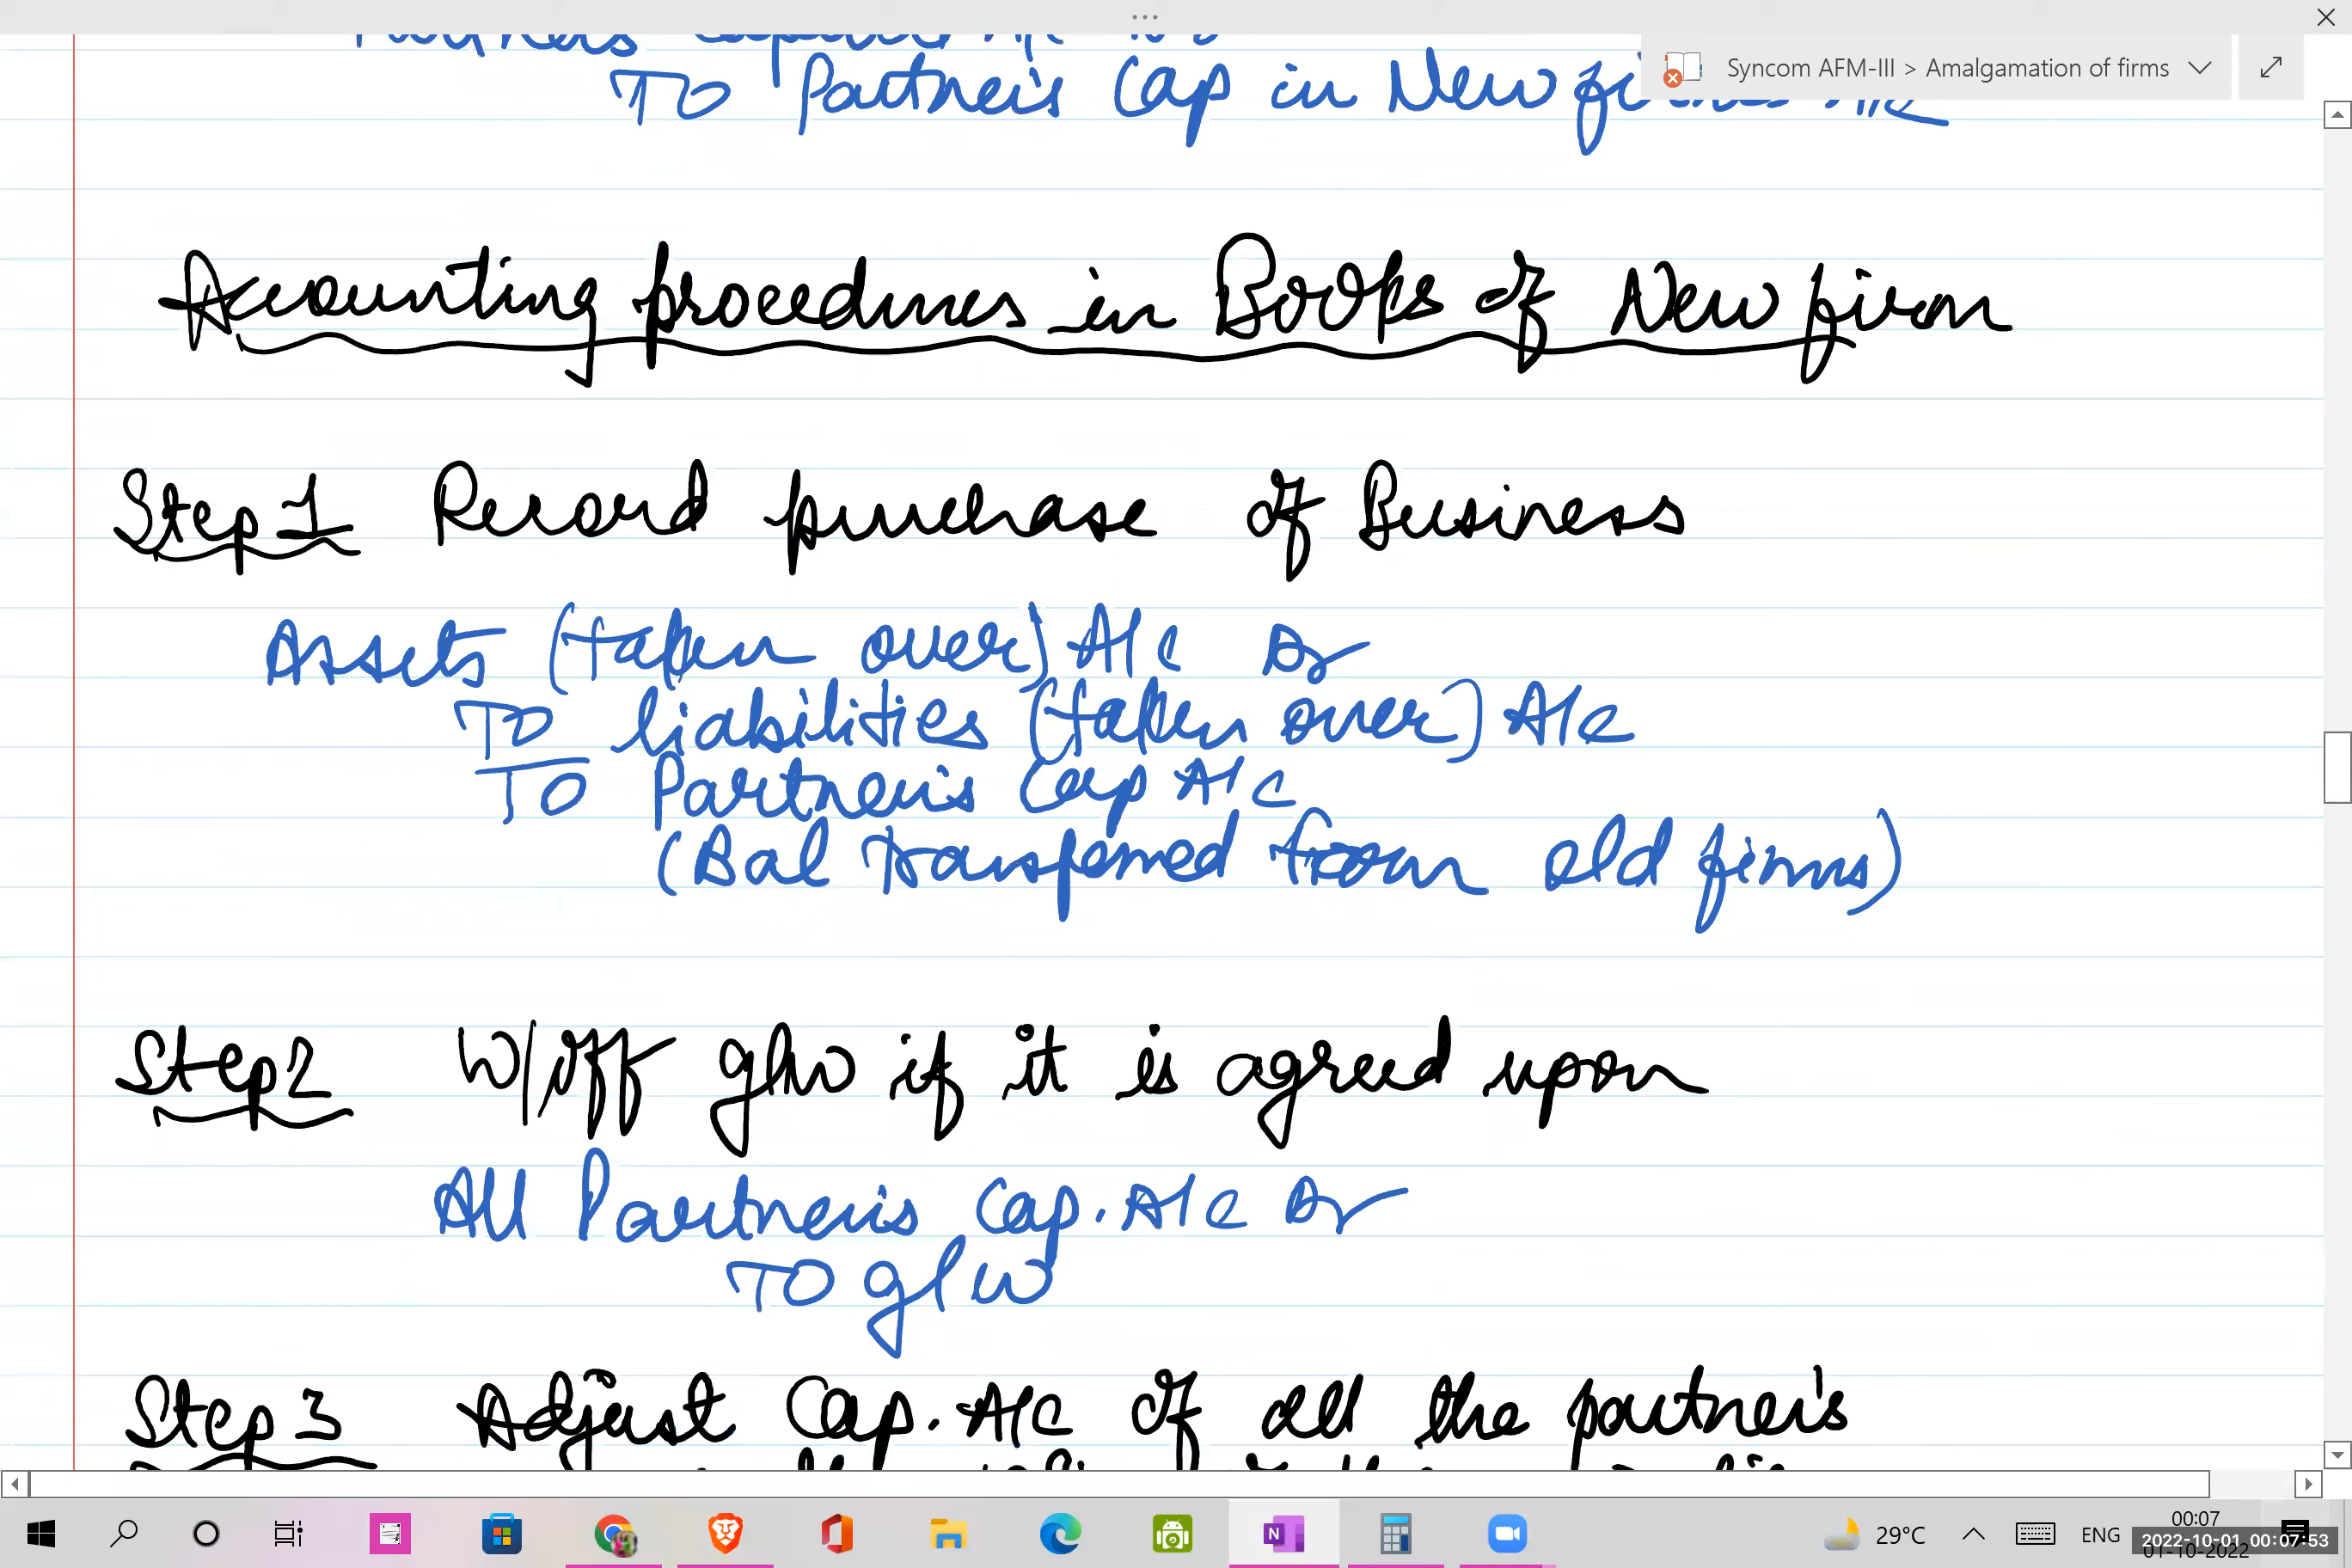 ...
Syncom AFM-III > Amalgamation of firms
To Partner's Cap in New
Accounting procedures in Books of New firm
Step 1 Record purchase of Business
Assets (taken over) A/c Dr
To liabilities (taken over) A/c
To Partner's Cap A/c
(Bal transferred from old firms)
Step 2 W/off g/w if it is agreed upon
All Partner's Cap. A/c Dr
To g/w
Step 3 Adjust Cap. A/c of all the partner's
29°C
ENG
00:07
2022-10-01 00:07:53
01-10-2022